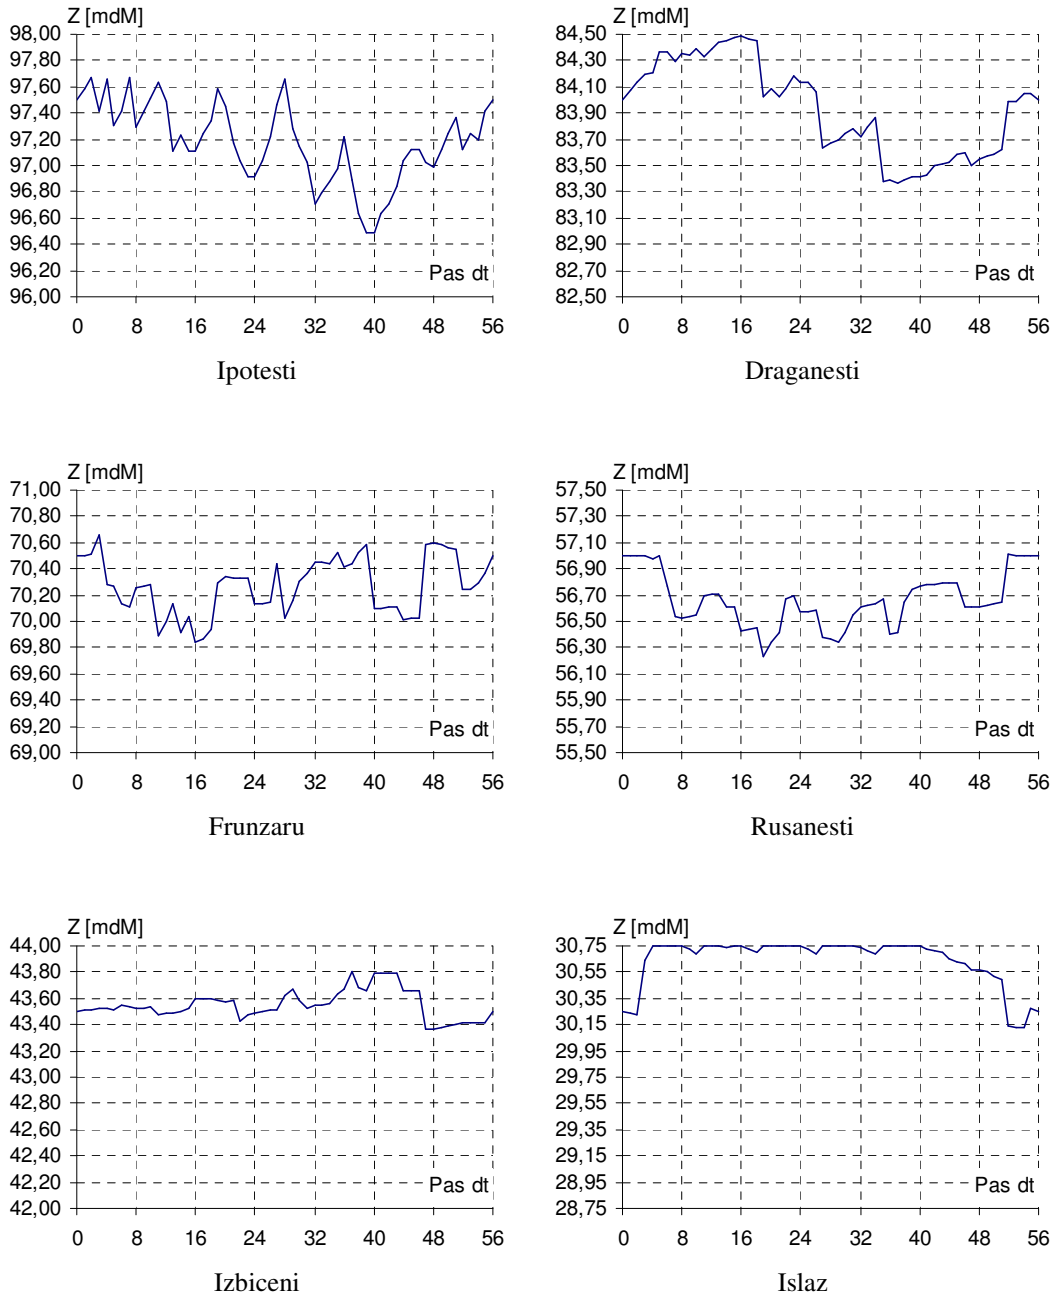 Z [mdM]
98,00
97,80
97,60
97,40
97,20
97,00
96,80
96,60
96,40
96,20
96,00
Pas dt
0 8 16 24 32 40 48 56
Ipotesti
Z [mdM]
84,50
84,30
84,10
83,90
83,70
83,50
83,30
83,10
82,90
82,70
82,50
Pas dt
0 8 16 24 32 40 48 56
Draganesti
Z [mdM]
71,00
70,80
70,60
70,40
70,20
70,00
69,80
69,60
69,40
69,20
69,00
Pas dt
0 8 16 24 32 40 48 56
Frunzaru
Z [mdM]
57,50
57,30
57,10
56,90
56,70
56,50
56,30
56,10
55,90
55,70
55,50
Pas dt
0 8 16 24 32 40 48 56
Rusanesti
Z [mdM]
44,00
43,80
43,60
43,40
43,20
43,00
42,80
42,60
42,40
42,20
42,00
Pas dt
0 8 16 24 32 40 48 56
Izbiceni
Z [mdM]
30,75
30,55
30,35
30,15
29,95
29,75
29,55
29,35
29,15
28,95
28,75
Pas dt
0 8 16 24 32 40 48 56
Islaz